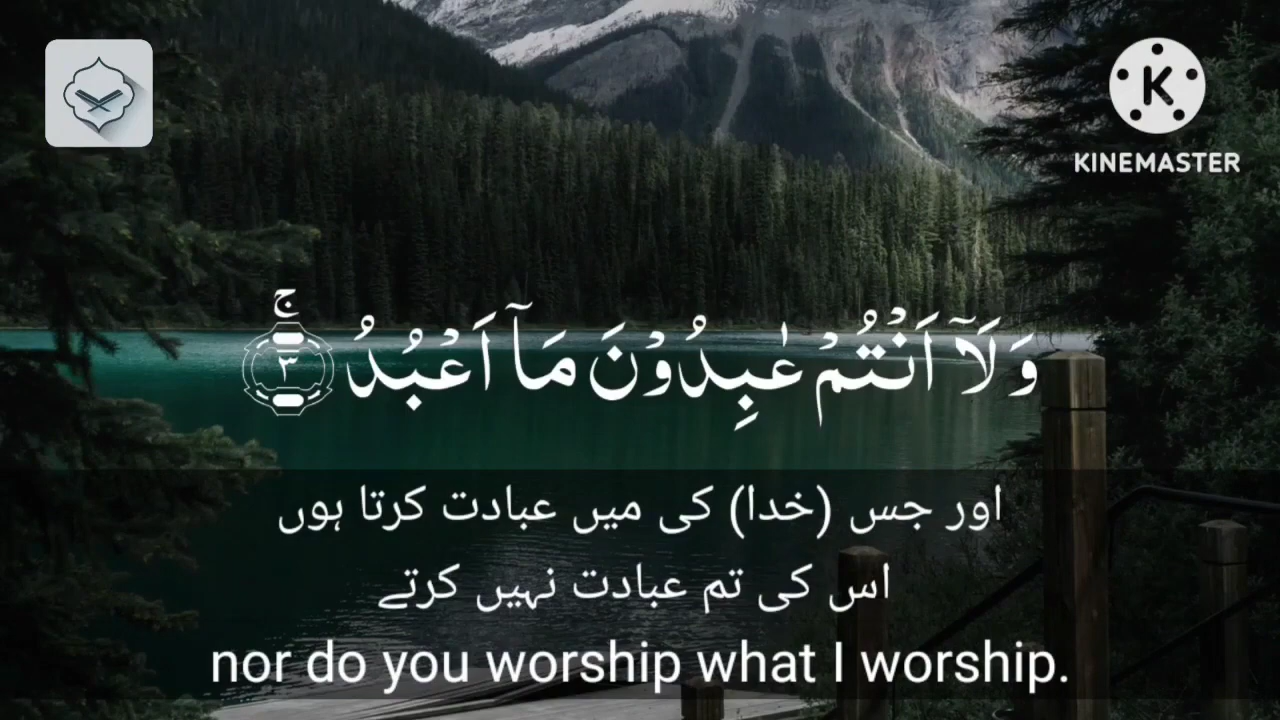 KINEMASTER
وَلَآ اَنۡتُمۡ عٰبِدُوۡنَ مَاۤ اَعۡبُدُ‌ۚ‏ ﴿۳﴾
اور جس (خدا) کی میں عبادت کرتا ہوں
اس کی تم عبادت نہیں کرتے
nor do you worship what I worship.